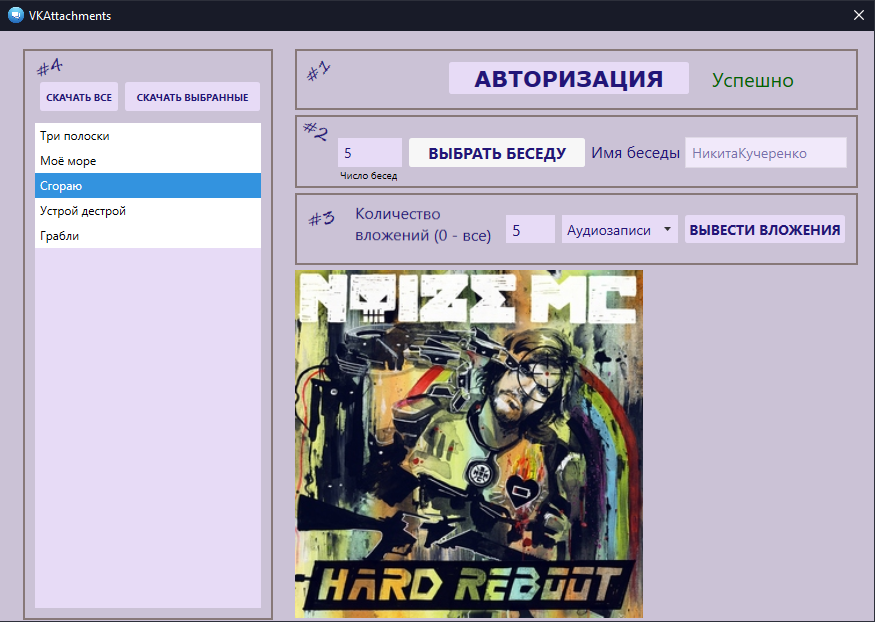 VKAttachments
#4
СКАЧАТЬ ВСЕ
СКАЧАТЬ ВЫБРАННЫЕ
Три полоски
Моё море
Сгораю
Устрой дестрой
Грабли
#1
АВТОРИЗАЦИЯ
Успешно
#2
5
Число бесед
ВЫБРАТЬ БЕСЕДУ
Имя беседы
НикитаКучеренко
#3
Количество
вложений (0 - все)
5
Аудиозаписи
ВЫВЕСТИ ВЛОЖЕНИЯ
NOIZE MC
HARD REBOOT